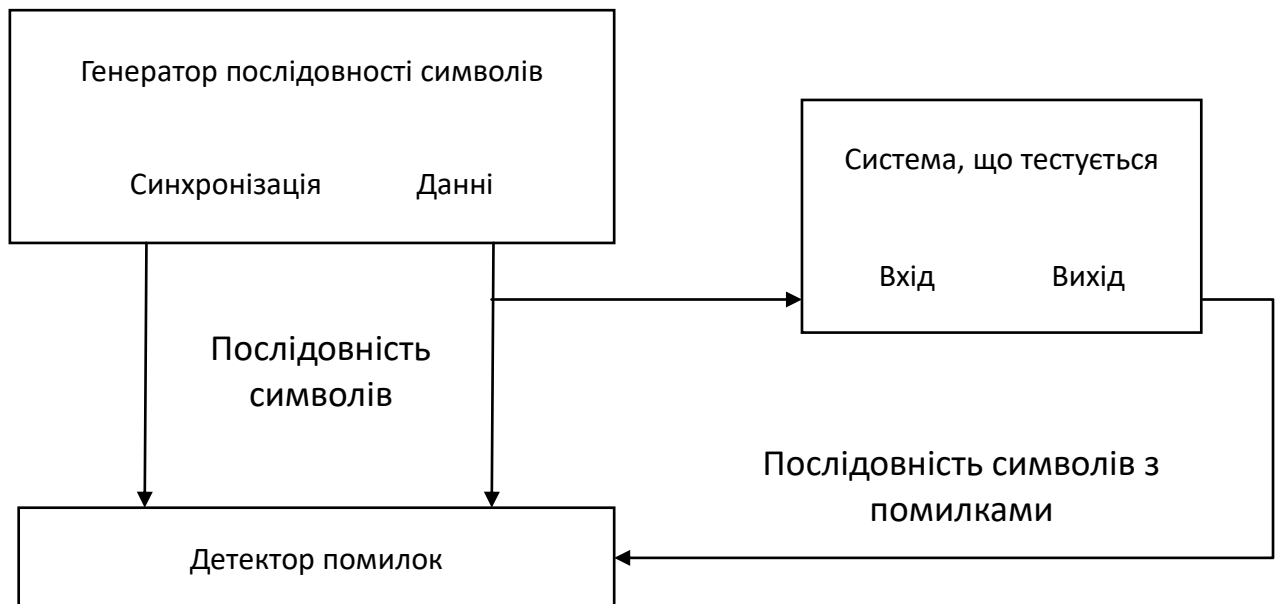 Генератор послідовності символів
Синхронізація Данні
Система, що тестується
Вхід Вихід
Послідовність
символів
Послідовність символів з
помилками
Детектор помилок